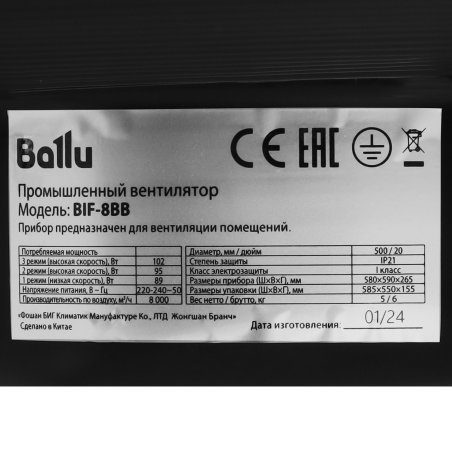 Ballu CE EAC
Промышленный вентилятор
Модель: BIF-8BB
Прибор предназначен для вентиляции помещений.
Потребляемая мощность
3 режим (высокая скорость), Вт 102
2 режим (высокая скорость), Вт 95
1 режим (низкая скорость), Вт 89
Напряжение питания, В ~ Гц 220-240~50
Производительность по воздуху, м³/ч 8 000
Диаметр, мм / дюйм 500 / 20
Степень защиты IP21
Класс электрозащиты I класс
Размеры прибора (Ш×В×Г), мм 580×590×265
Размеры упаковки (Ш×В×Г), мм 585×550×155
Вес нетто / брутто, кг 5 / 6
«Фошан БИГ Климатик Мануфактуре Ко., ЛТД Жонгшан Бранч»
Сделано в Китае
Дата изготовления: 01/24